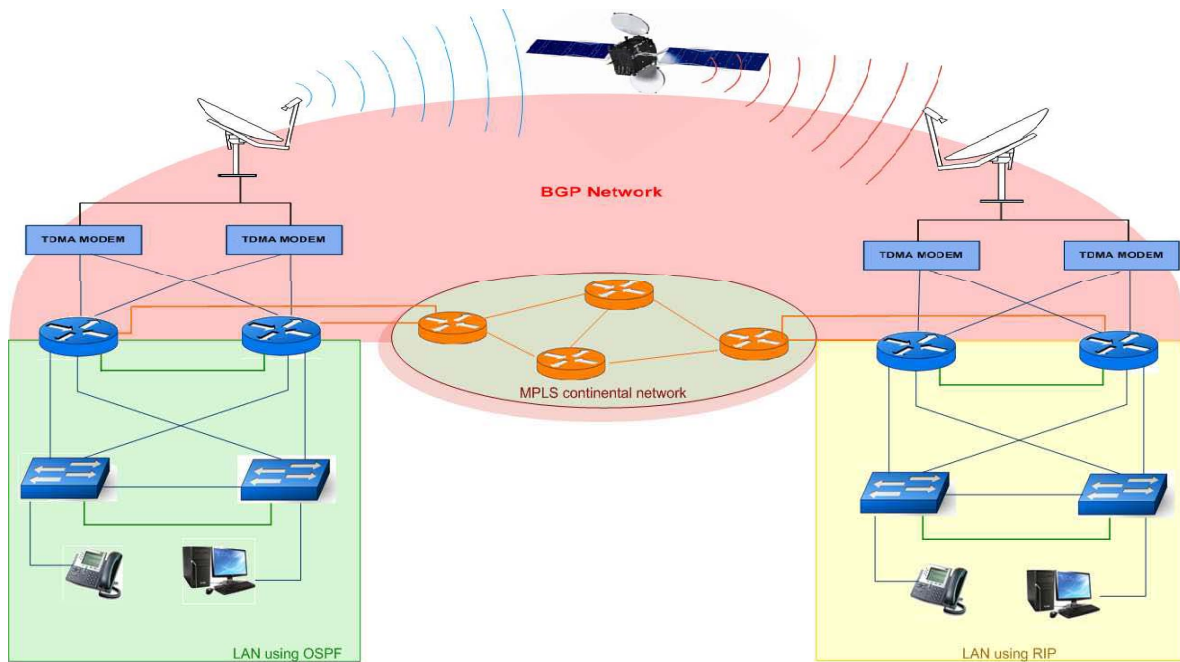 BGP Network
TDMA MODEM
TDMA MODEM
TDMA MODEM
TDMA MODEM
MPLS continental network
LAN using OSPF
LAN using RIP